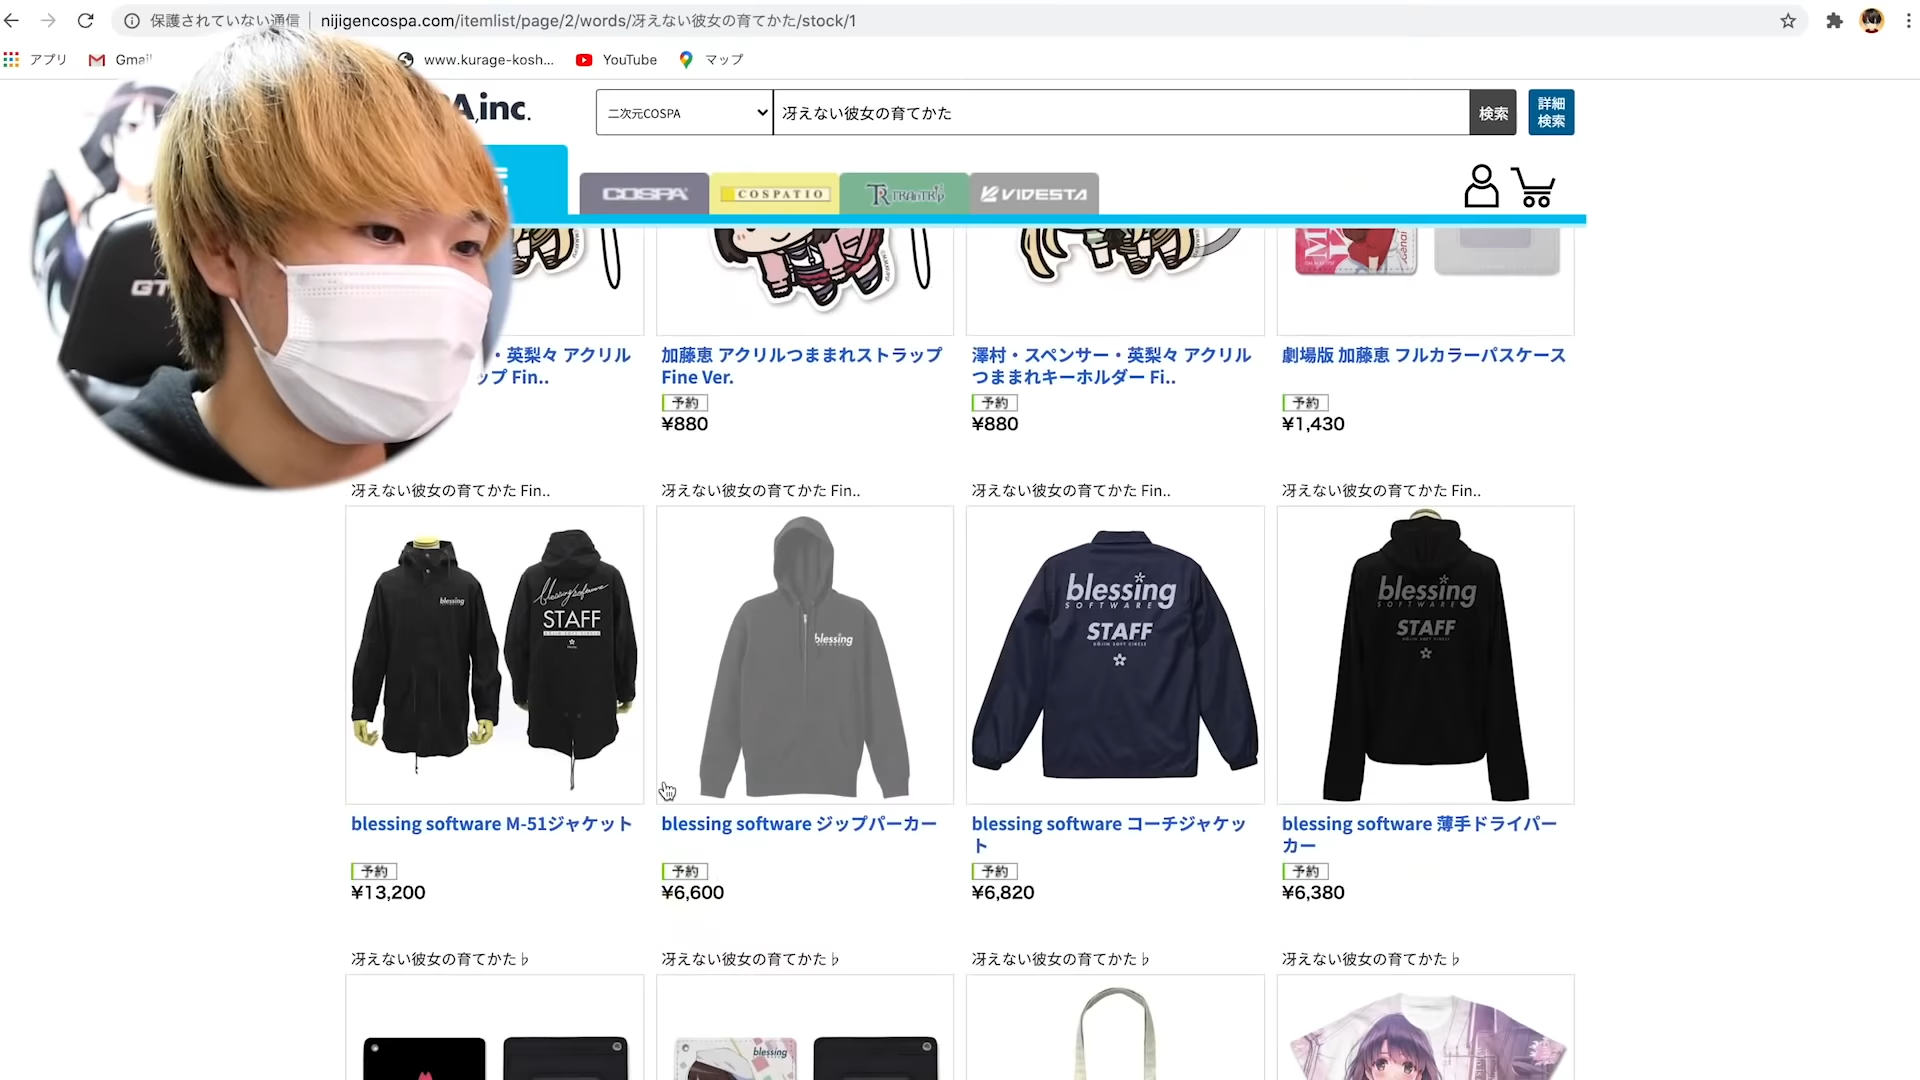 保護されていない通信 | nijigencospa.com/itemlist/page/2/words/冴えない彼女の育てかた/stock/1
アプリ
Gmail
www.kurage-kosh...
YouTube
マップ
A,inc.
二次元COSPA
冴えない彼女の育てかた
検索
詳細
検索
COSPA
COSPATIO
TRANTRIP
VIDESTA
GT
・英梨々 アクリル
ップ Fin..
加藤恵 アクリルつままれストラップ
Fine Ver.
予約
¥880
澤村・スペンサー・英梨々 アクリル
つままれキーホルダー Fi..
予約
¥880
劇場版 加藤恵 フルカラーパスケース
予約
¥1,430
冴えない彼女の育てかた Fin..
冴えない彼女の育てかた Fin..
冴えない彼女の育てかた Fin..
冴えない彼女の育てかた Fin..
blessing
blessing software
STAFF
blessing
blessing
SOFTWARE
STAFF
DŌJIN SOFT CIRCLE
blessing
SOFTWARE
STAFF
DŌJIN SOFT CIRCLE
blessing software M-51ジャケット
予約
¥13,200
blessing software ジップパーカー
予約
¥6,600
blessing software コーチジャケッ
ト
予約
¥6,820
blessing software 薄手ドライパー
カー
予約
¥6,380
冴えない彼女の育てかた♭
冴えない彼女の育てかた♭
冴えない彼女の育てかた♭
冴えない彼女の育てかた♭
blessing